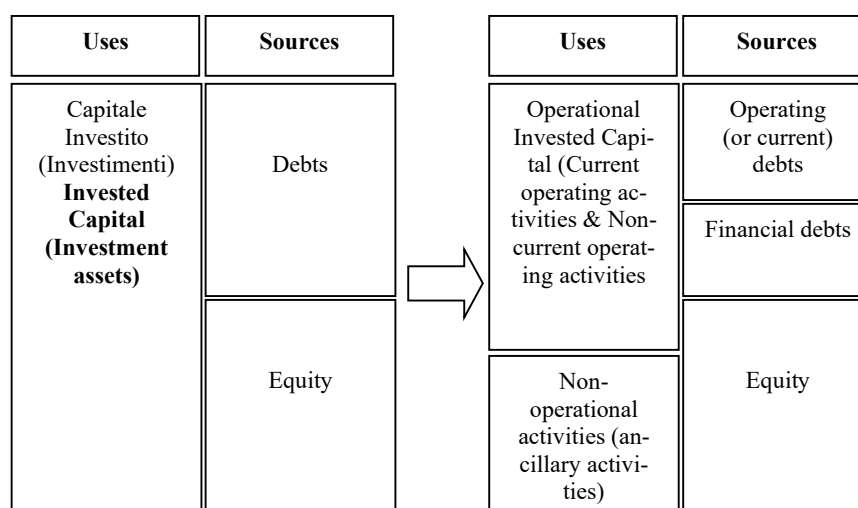 Uses
Sources
Capitale
Investito
(Investimenti)
Invested
Capital
(Investment
assets)
Debts
Equity
Uses
Sources
Operational
Invested Capi-
tal (Current
operating ac-
tivities & Non-
current operat-
ing activities
Non-
operational
activities (an-
cillary activi-
ties)
Operating
(or current)
debts
Financial debts
Equity